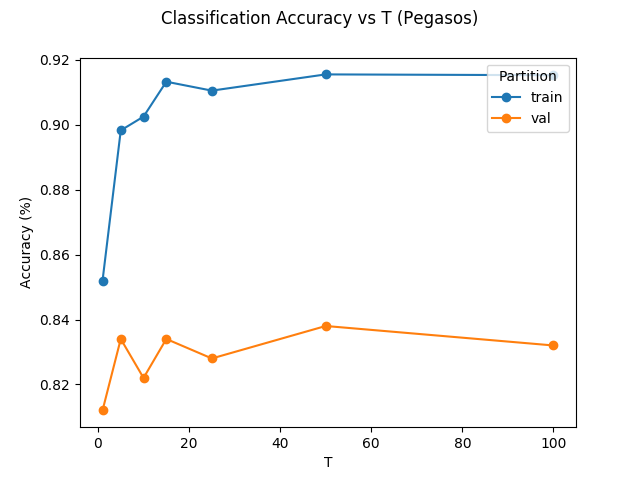 Classification Accuracy vs T (Pegasos)
0.92
0.90
0.88
0.86
0.84
0.82
Accuracy (%)
0
20
40
60
80
100
T
Partition
train
val